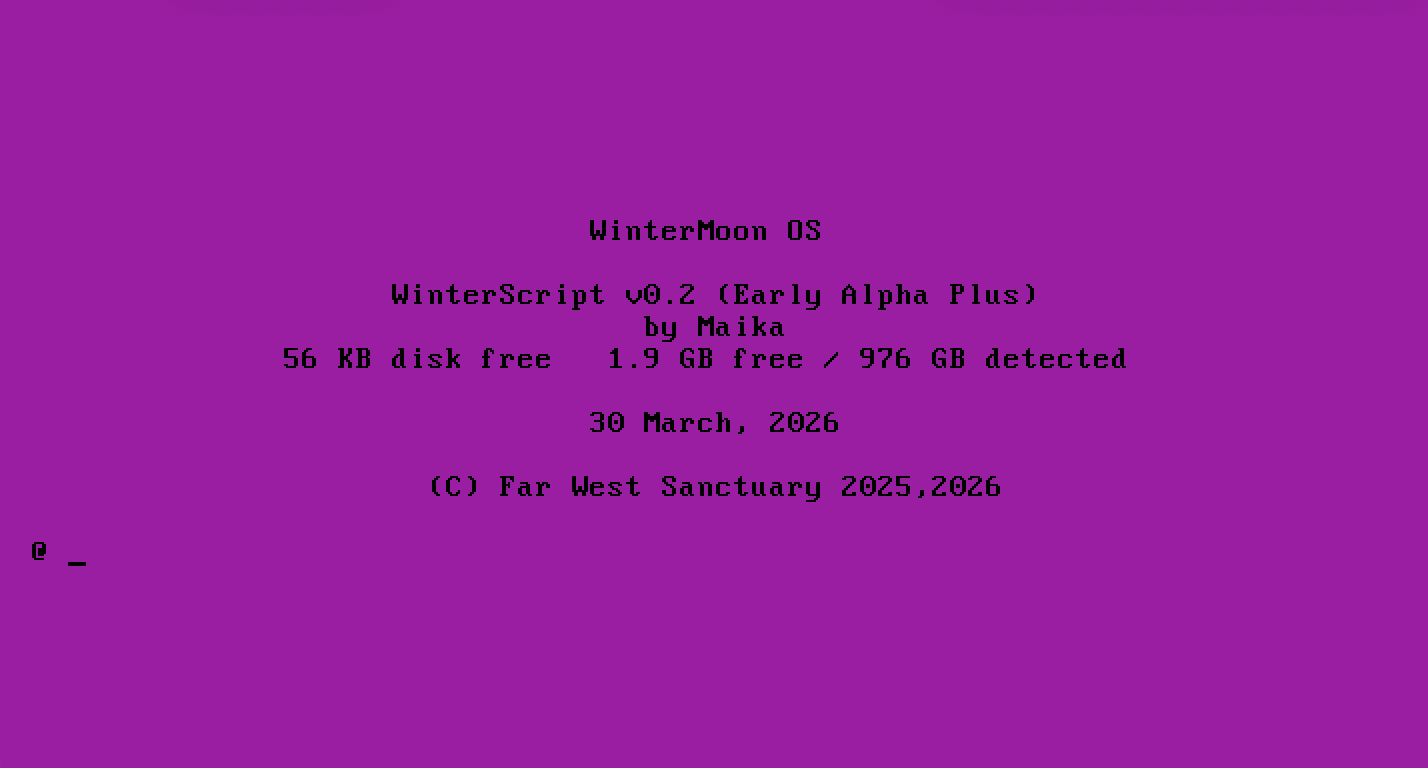 WinterMoon OS
WinterScript v0.2 (Early Alpha Plus)
by Maika
56 KB disk free   1.9 GB free / 976 GB detected
30 March, 2026
(C) Far West Sanctuary 2025,2026
@ _